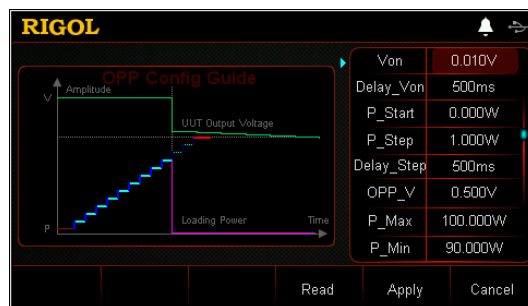 RIGOL
OPP Config Guide
V
Amplitude
UUT Output Voltage
Loading Power
Time
P
Von 0.010V
Delay_Von 500ms
P_Start 0.000W
P_Step 1.000W
Delay_Step 500ms
OPP_V 0.500V
P_Max 100.000W
P_Min 90.000W
Read Apply Cancel